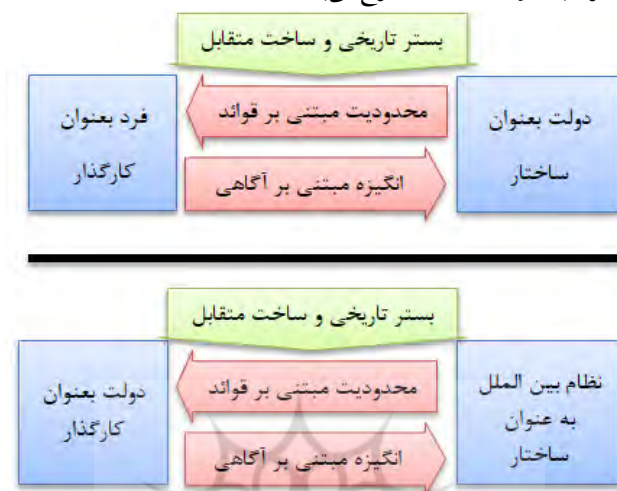 بستر تاریخی و ساخت متقابل
دولت بعنوان
ساختار
محدودیت مبتنی بر قوائد
انگیزه مبتنی بر آگاهی
فرد بعنوان
کارگذار
بستر تاریخی و ساخت متقابل
نظام بین الملل
به عنوان
ساختار
محدودیت مبتنی بر قوائد
انگیزه مبتنی بر آگاهی
دولت بعنوان
کارگذار